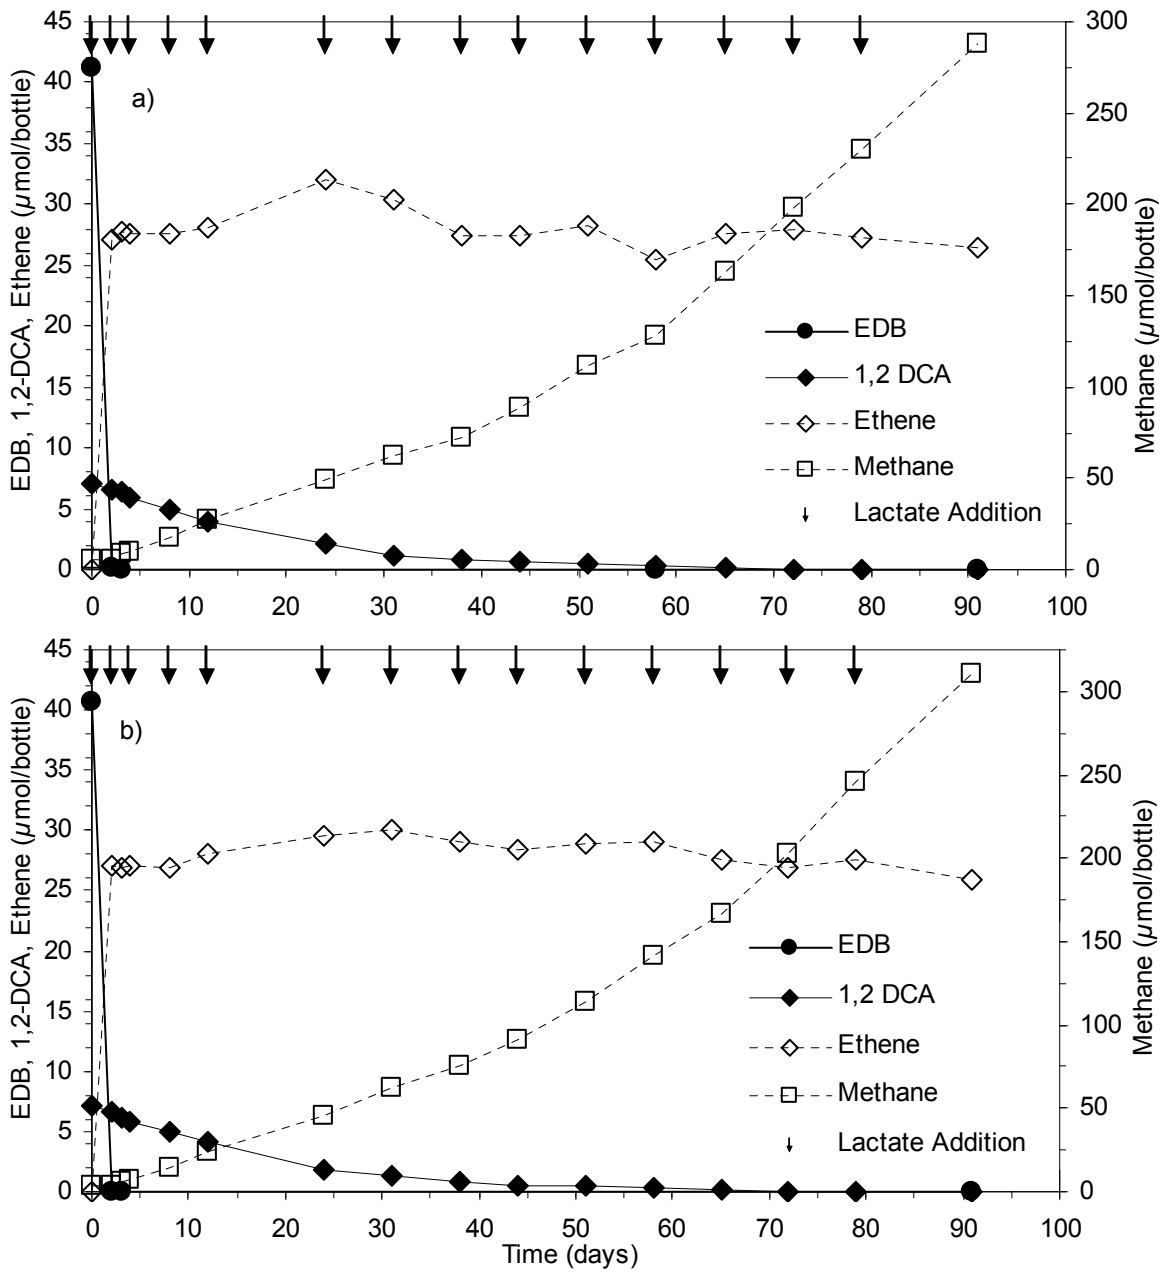 45
40
35
30
25
20
15
10
5
0
EDB, 1,2-DCA, Ethene (µmol/bottle)
a)
300
250
200
150
100
50
0
Methane (µmol/bottle)
EDB
1,2 DCA
Ethene
Methane
Lactate Addition
0 10 20 30 40 50 60 70 80 90 100
45
40
35
30
25
20
15
10
5
0
EDB, 1,2-DCA, Ethene (µmol/bottle)
b)
300
250
200
150
100
50
0
Methane (µmol/bottle)
EDB
1,2 DCA
Ethene
Methane
Lactate Addition
0 10 20 30 40 50 60 70 80 90 100
Time (days)